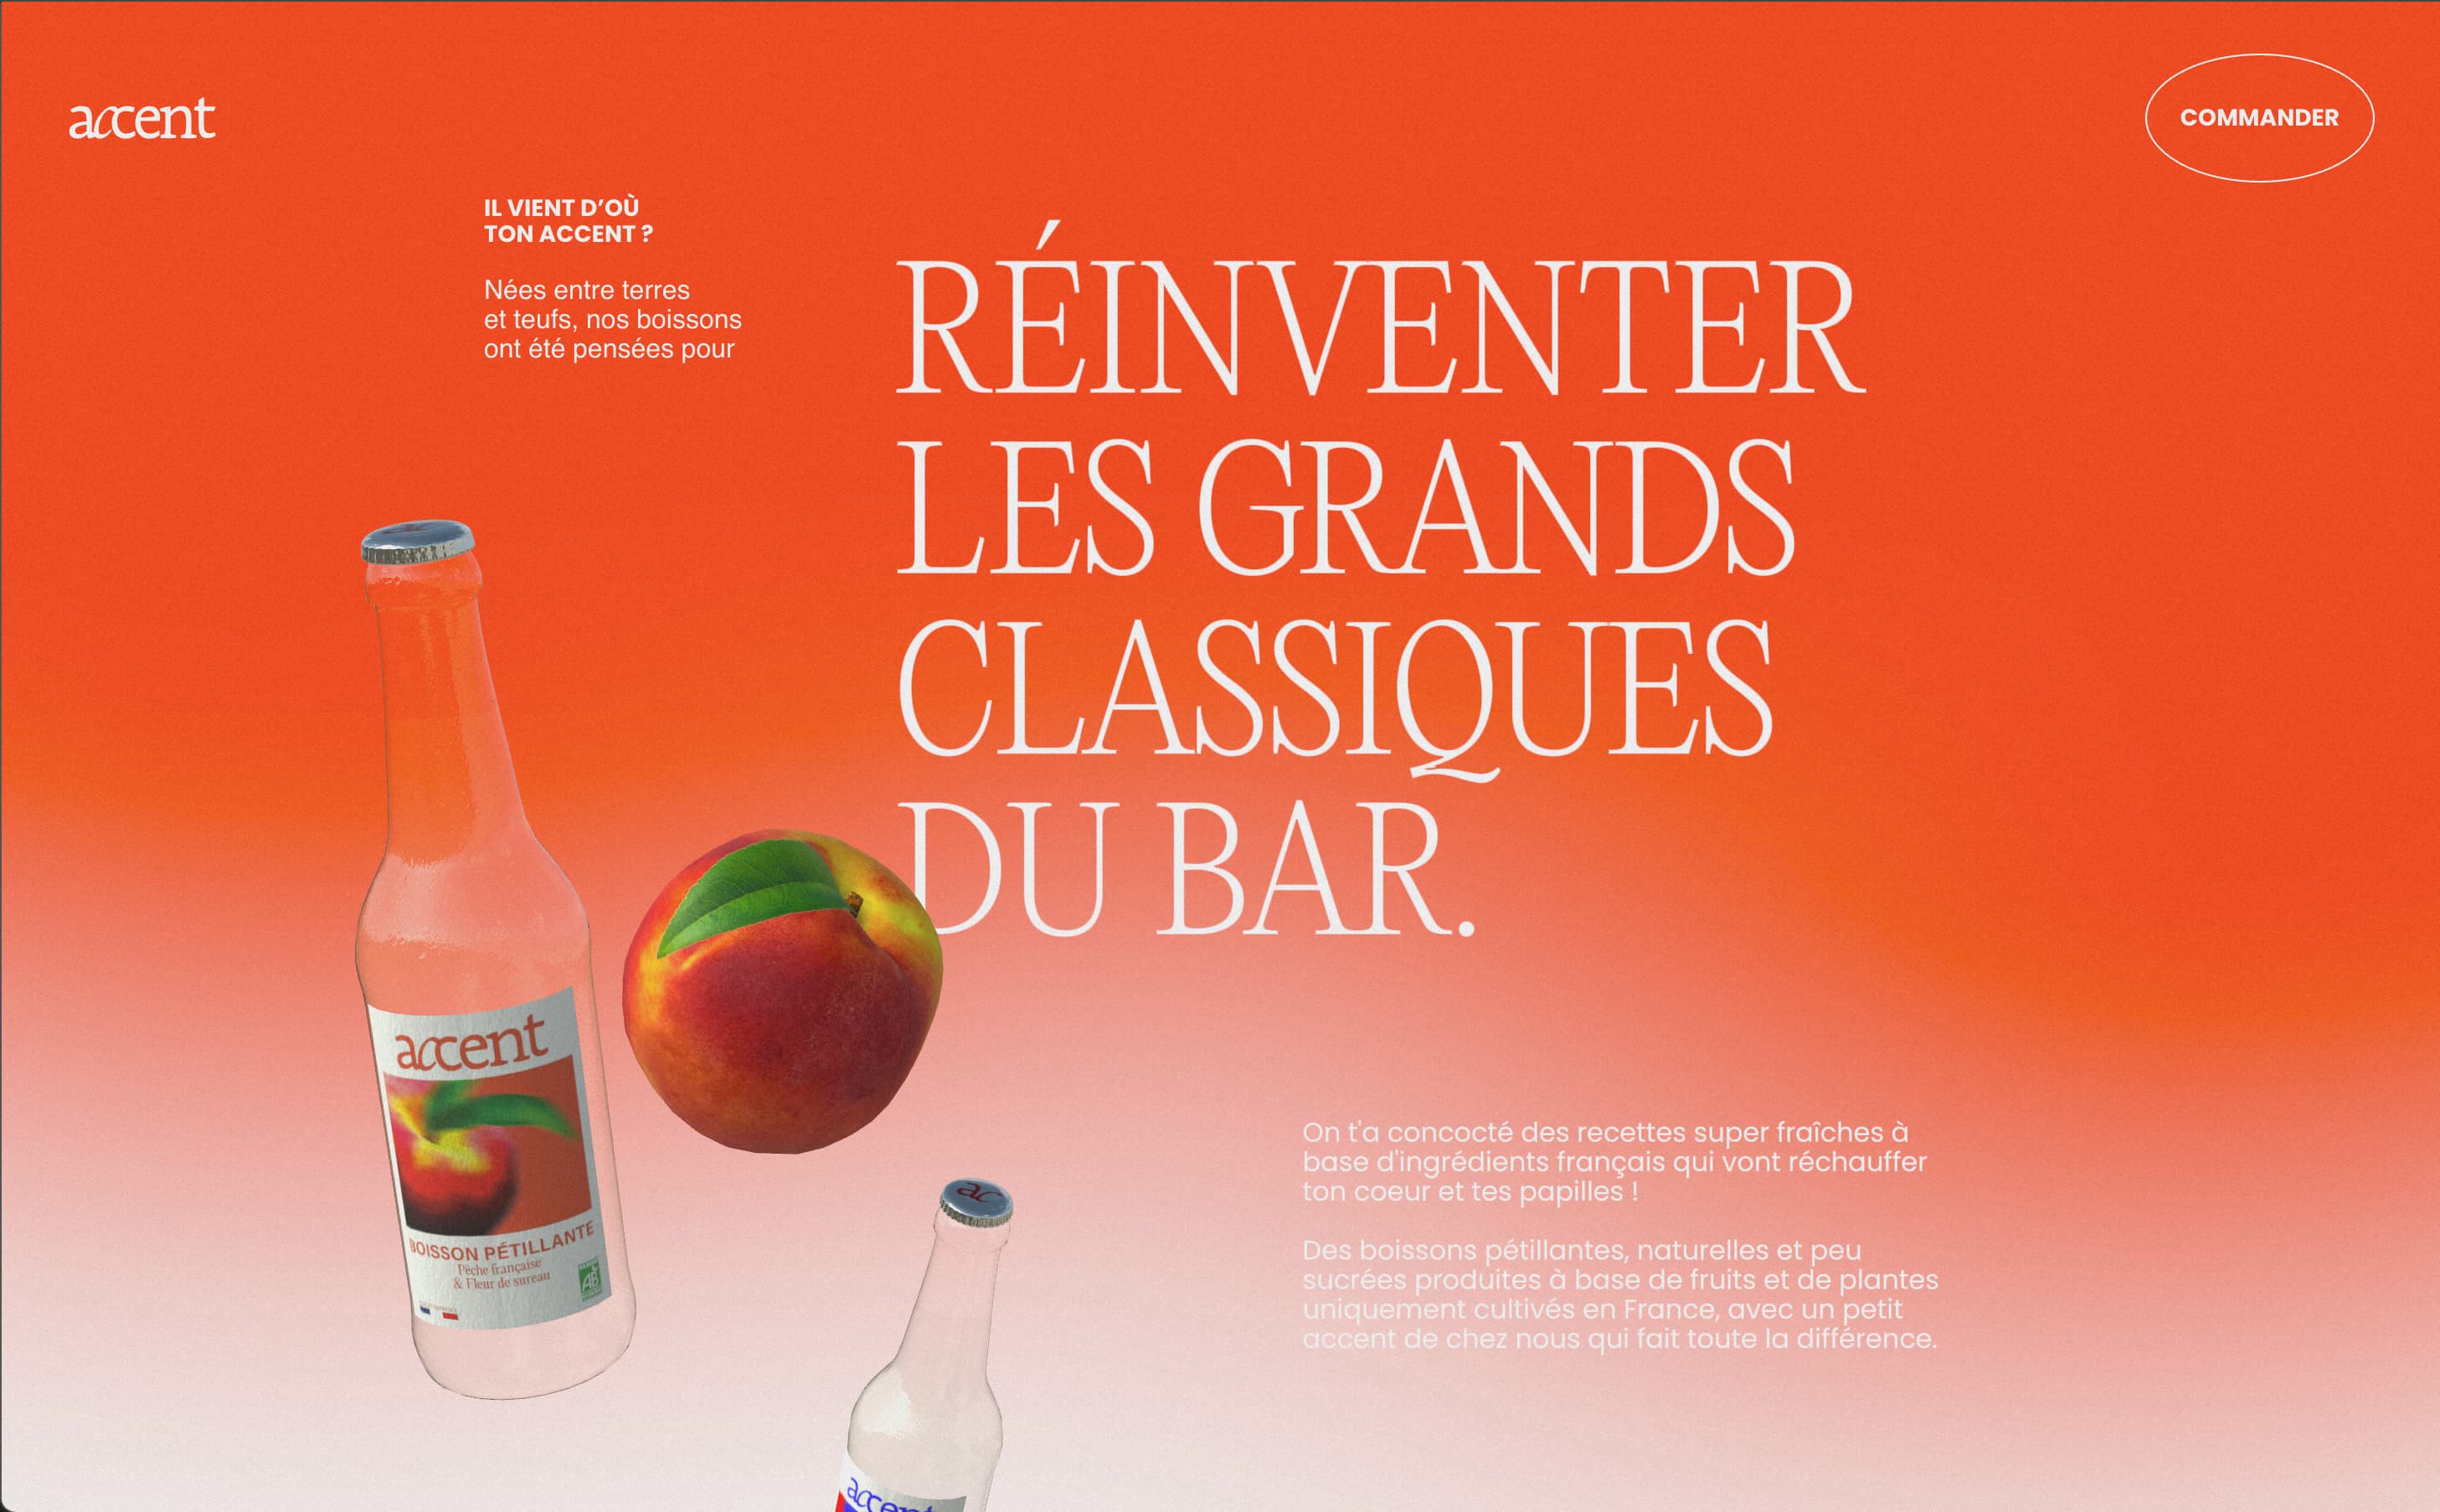 accent
COMMANDER
IL VIENT D’OÙ
TON ACCENT ?
Nées entre terres
et teufs, nos boissons
ont été pensées pour
RÉINVENTER
LES GRANDS
CLASSIQUES
DU BAR.
accent
BOISSON PÉTILLANTE
Pêche française
& Fleur de sureau
AB
ac
On t'a concocté des recettes super fraîches à
base d'ingrédients français qui vont réchauffer
ton coeur et tes papilles !
Des boissons pétillantes, naturelles et peu
sucrées produites à base de fruits et de plantes
uniquement cultivés en France, avec un petit
accent de chez nous qui fait toute la différence.
accent